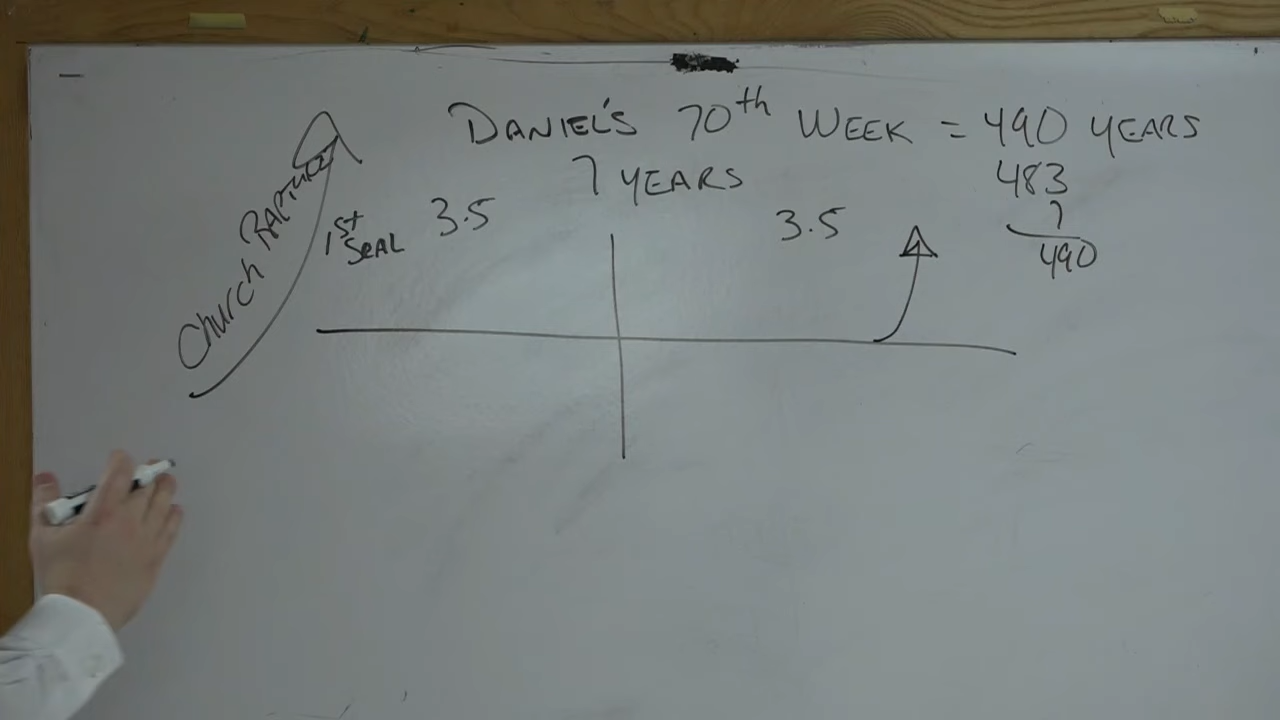 DANIEL'S 70th WEEK = 490 YEARS
7 YEARS
483
7
490
Church RAPTURE
1st SEAL
3.5
3.5